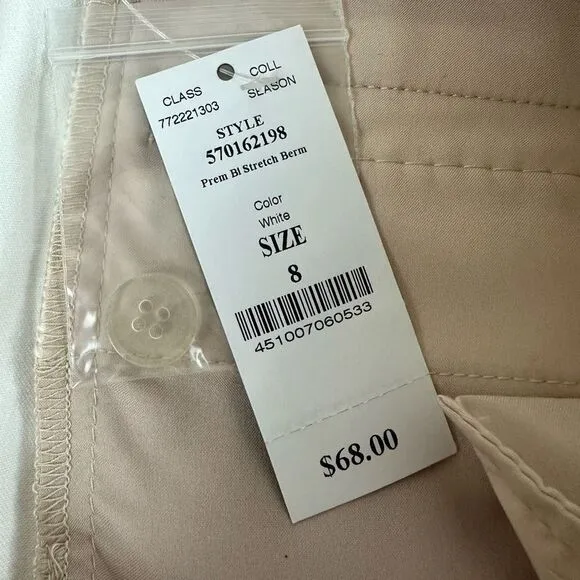 CLASS COLL
772221303 SEASON
STYLE
570162198
Prem Bl Stretch Berm
Color
White
SIZE
8
451007060533
$68.00